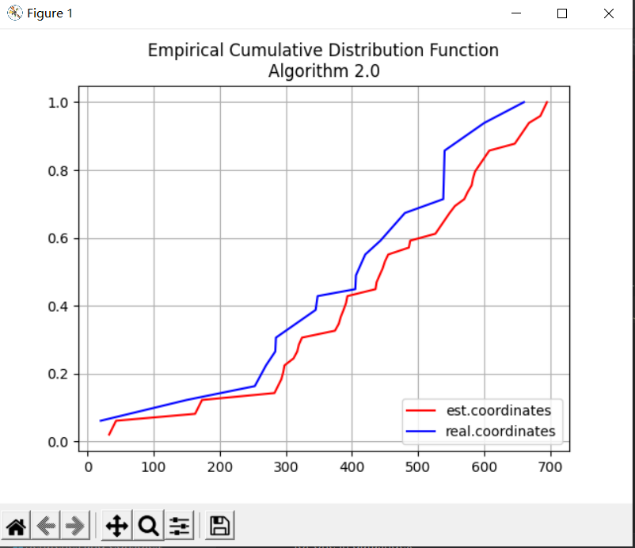 Figure 1
Empirical Cumulative Distribution Function
Algorithm 2.0
1.0
0.8
0.6
0.4
0.2
0.0
est.coordinates
real.coordinates
0 100 200 300 400 500 600 700